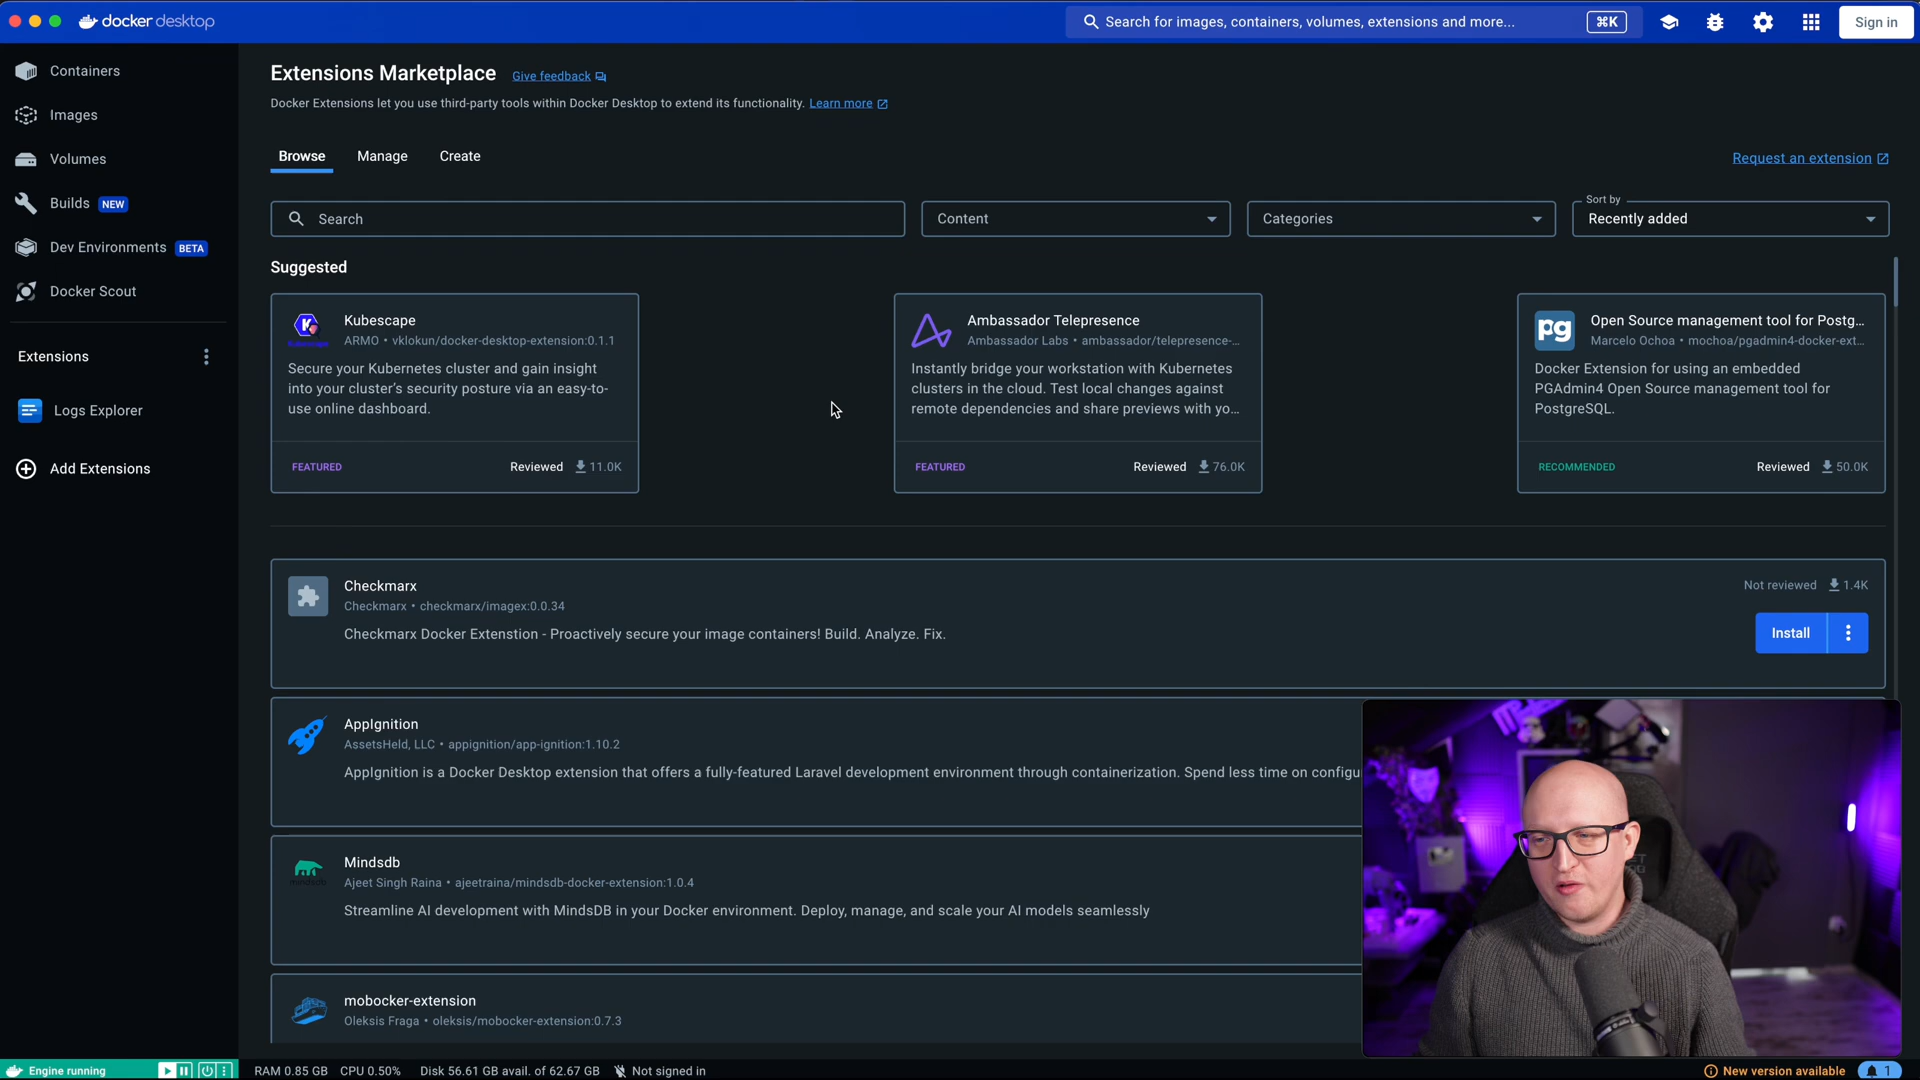 docker desktop
Search for images, containers, volumes, extensions and more...
⌘K
Sign in
Containers
Images
Volumes
Builds NEW
Dev Environments BETA
Docker Scout
Extensions
Logs Explorer
Add Extensions
Extensions Marketplace
Give feedback
Docker Extensions let you use third-party tools within Docker Desktop to extend its functionality. Learn more
Browse
Manage
Create
Request an extension
Search
Content
Categories
Sort by
Recently added
Suggested
Kubescape
ARMO • vklokun/docker-desktop-extension:0.1.1
Secure your Kubernetes cluster and gain insight
into your cluster's security posture via an easy-to-
use online dashboard.
FEATURED
Reviewed
11.0K
Ambassador Telepresence
Ambassador Labs • ambassador/telepresence-...
Instantly bridge your workstation with Kubernetes
clusters in the cloud. Test local changes against
remote dependencies and share previews with yo...
FEATURED
Reviewed
76.0K
pg
Open Source management tool for Postg...
Marcelo Ochoa • mochoa/pgadmin4-docker-ext...
Docker Extension for using an embedded
PGAdmin4 Open Source management tool for
PostgreSQL.
RECOMMENDED
Reviewed
50.0K
Checkmarx
Checkmarx • checkmarx/imagex:0.0.34
Checkmarx Docker Extenstion - Proactively secure your image containers! Build. Analyze. Fix.
Not reviewed
1.4K
Install
AppIgnition
AssetsHeld, LLC • appignition/app-ignition:1.10.2
AppIgnition is a Docker Desktop extension that offers a fully-featured Laravel development environment through containerization. Spend less time on configu
mindsdb
Mindsdb
Ajeet Singh Raina • ajeetraina/mindsdb-docker-extension:1.0.4
Streamline AI development with MindsDB in your Docker environment. Deploy, manage, and scale your AI models seamlessly
mobocker-extension
Oleksis Fraga • oleksis/mobocker-extension:0.7.3
Engine running
RAM 0.85 GB CPU 0.50% Disk 56.61 GB avail. of 62.67 GB
Not signed in
New version available
1